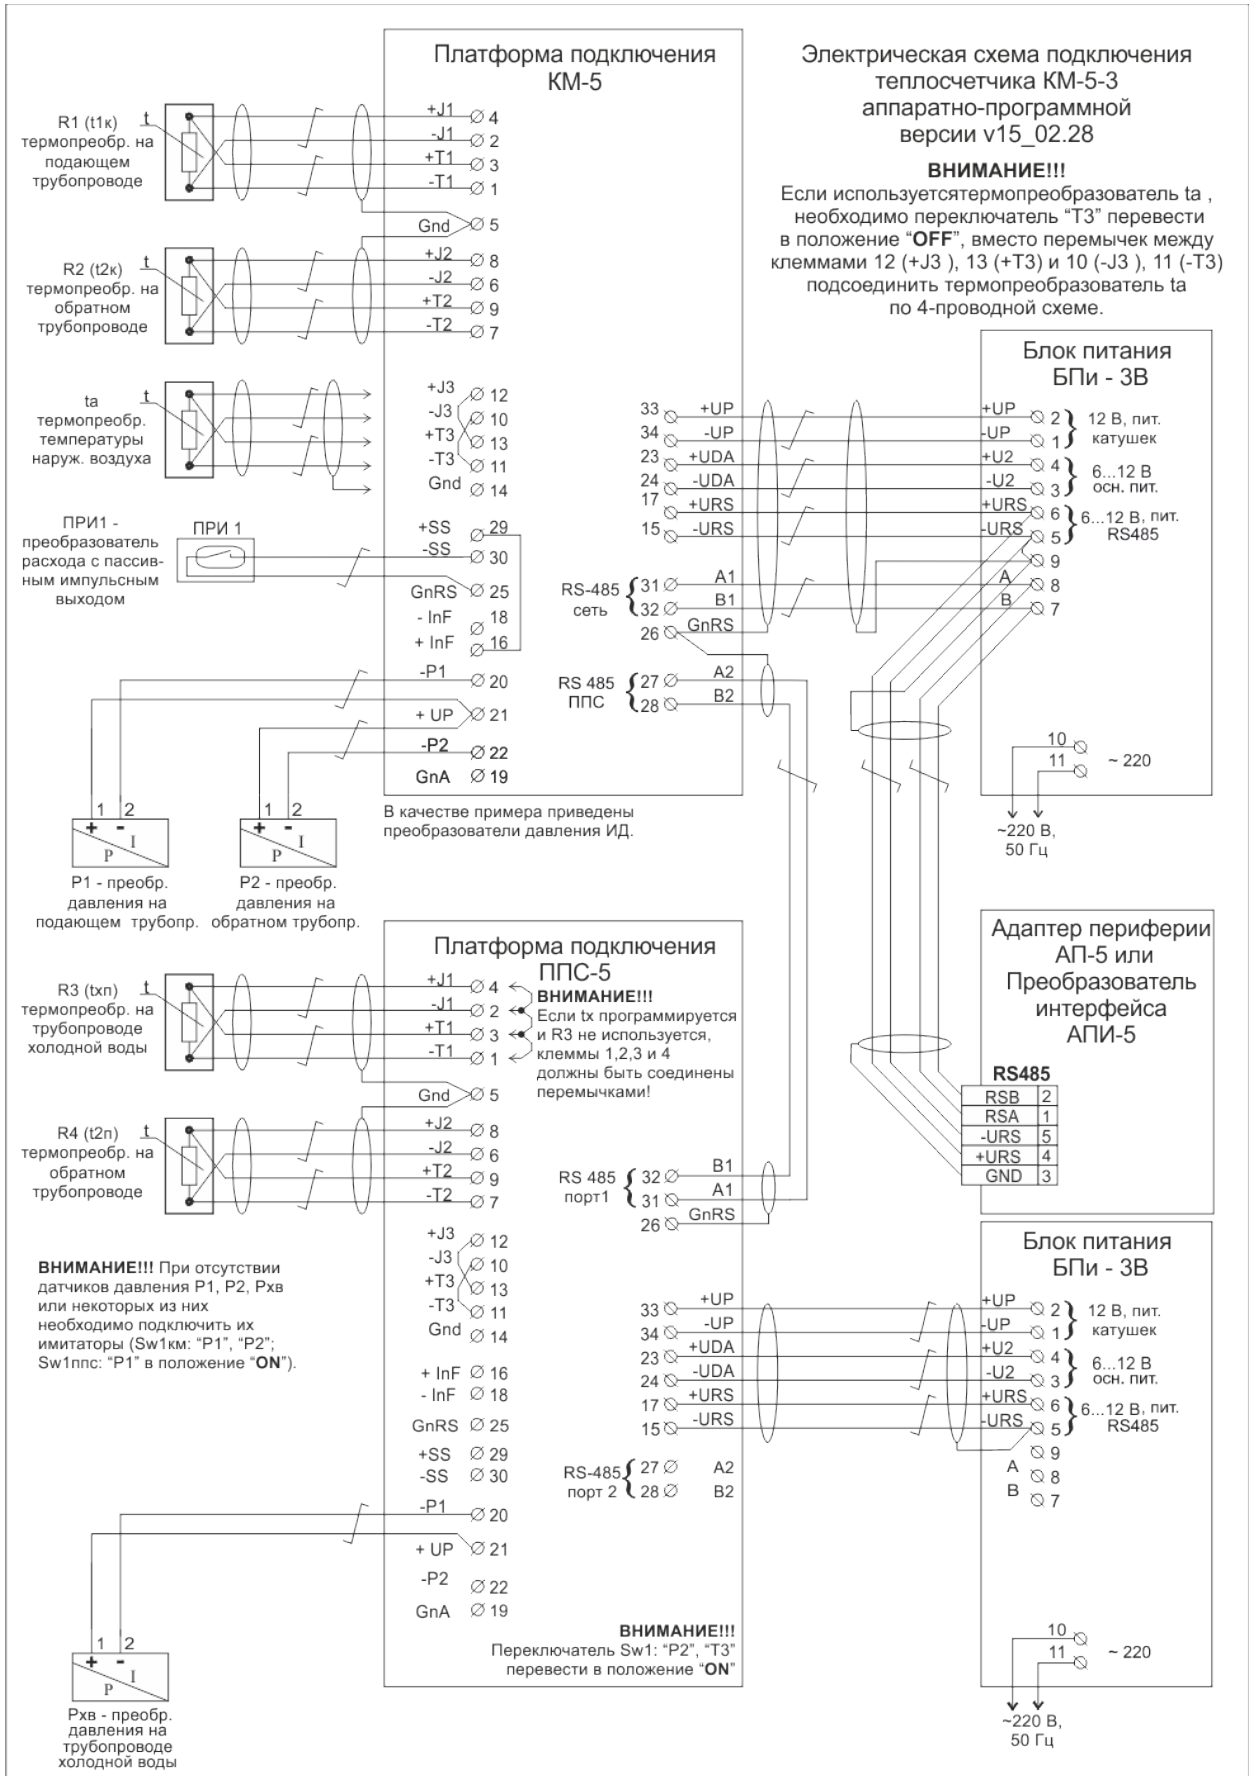 Платформа подключения
КМ-5
Электрическая схема подключения
теплосчетчика КМ-5-3
аппаратно-программной
версии v15_02.28
ВНИМАНИЕ!!!
Если используетсятермопреобразователь ta ,
необходимо переключатель “T3” перевести
в положение “OFF”, вместо перемычек между
клеммами 12 (+J3 ), 13 (+T3) и 10 (-J3 ), 11 (-T3)
подсоединить термопреобразователь ta
по 4-проводной схеме.
R1 (t1к)
термопреобр. на
подающем
трубопроводе
t
+J1 4
-J1 2
+T1 3
-T1 1
Gnd 5
R2 (t2к)
термопреобр. на
обратном
трубопроводе
t
+J2 8
-J2 6
+T2 9
-T2 7
ta
термопреобр.
температуры
наруж. воздуха
t
+J3 12
-J3 10
+T3 13
-T3 11
Gnd 14
ПРИ1 -
преобразователь
расхода с пассив-
ным импульсным
выходом
ПРИ 1
+SS 29
-SS 30
GnRS 25
- InF 18
+ InF 16
-P1 20
+ UP 21
-P2 22
GnA 19
33 +UP
34 -UP
23 +UDA
24 -UDA
17 +URS
15 -URS
RS-485
сеть
31 A1
32 B1
26 GnRS
RS 485
ППС
27 A2
28 B2
Блок питания
БПи - 3В
+UP 2
-UP 1
12 В, пит.
катушек
+U2 4
-U2 3
6...12 В
осн. пит.
+URS 6
-URS 5
6...12 В, пит.
RS485
9
A 8
B 7
10
11
~ 220
~220 В,
50 Гц
1 2
+ -
P I
P1 - преобр.
давления на
подающем трубопр.
1 2
+ -
P I
P2 - преобр.
давления на
обратном трубопр.
В качестве примера приведены
преобразователи давления ИД.
Платформа подключения
ППС-5
ВНИМАНИЕ!!!
Если tx программируется
и R3 не используется,
клеммы 1,2,3 и 4
должны быть соединены
перемычками!
R3 (tхп)
термопреобр. на
трубопроводе
холодной воды
t
+J1 4
-J1 2
+T1 3
-T1 1
Gnd 5
R4 (t2п)
термопреобр. на
обратном
трубопроводе
t
+J2 8
-J2 6
+T2 9
-T2 7
+J3 12
-J3 10
+T3 13
-T3 11
Gnd 14
+ InF 16
- InF 18
GnRS 25
+SS 29
-SS 30
-P1 20
+ UP 21
-P2 22
GnA 19
ВНИМАНИЕ!!! При отсутствии
датчиков давления P1, P2, Pхв
или некоторых из них
необходимо подключить их
имитаторы (Sw1км: “P1”, “P2”;
Sw1ппс: “P1” в положение “ON”).
RS 485
порт1
32 B1
31 A1
26 GnRS
33 +UP
34 -UP
23 +UDA
24 -UDA
17 +URS
15 -URS
RS-485
порт 2
27 A2
28 B2
ВНИМАНИЕ!!!
Переключатель Sw1: “P2”, “T3”
перевести в положение “ON”
Адаптер периферии
АП-5 или
Преобразователь
интерфейса
АПИ-5
RS485
RSB 2
RSA 1
-URS 5
+URS 4
GND 3
Блок питания
БПи - 3В
+UP 2
-UP 1
12 В, пит.
катушек
+U2 4
-U2 3
6...12 В
осн. пит.
+URS 6
-URS 5
6...12 В, пит.
RS485
9
A 8
B 7
10
11
~ 220
~220 В,
50 Гц
1 2
+ -
P I
Pхв - преобр.
давления на
трубопроводе
холодной воды